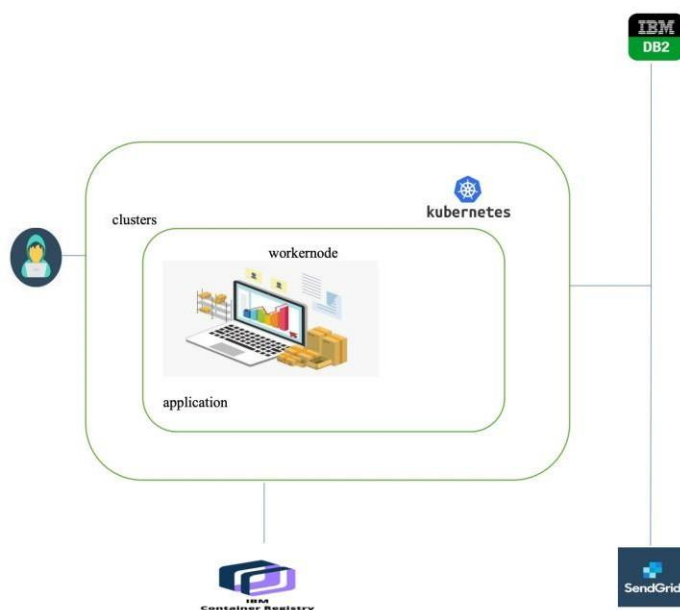 IBM
DB2
kubernetes
clusters
workernode
application
IBM
Container Registry
SendGrid